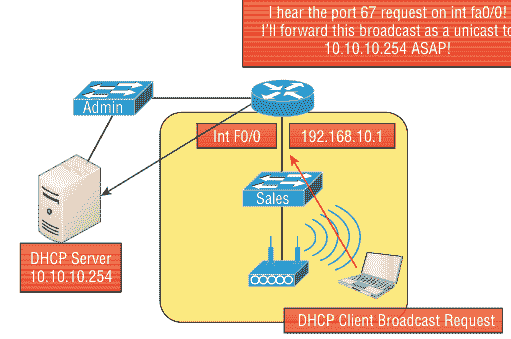 I hear the port 67 request on int fa0/0!
I'll forward this broadcast as a unicast to
10.10.10.254 ASAP!
Admin
Int F0/0
192.168.10.1
Sales
DHCP Server
10.10.10.254
DHCP Client Broadcast Request